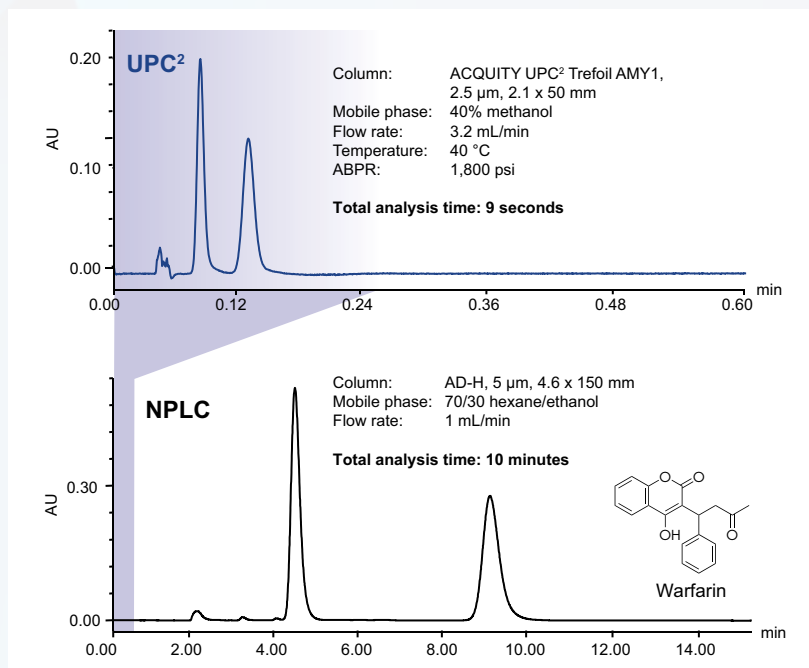 UPC²
Column: ACQUITY UPC² Trefoil AMY1,
2.5 µm, 2.1 x 50 mm
Mobile phase: 40% methanol
Flow rate: 3.2 mL/min
Temperature: 40 °C
ABPR: 1,800 psi
Total analysis time: 9 seconds
AU
0.20
0.10
0.00
0.00 0.12 0.24 0.36 0.48 0.60 min
NPLC
Column: AD-H, 5 µm, 4.6 x 150 mm
Mobile phase: 70/30 hexane/ethanol
Flow rate: 1 mL/min
Total analysis time: 10 minutes
AU
0.30
0.00
O O
OH O
Warfarin
0.00 2.00 4.00 6.00 8.00 10.00 12.00 14.00 min